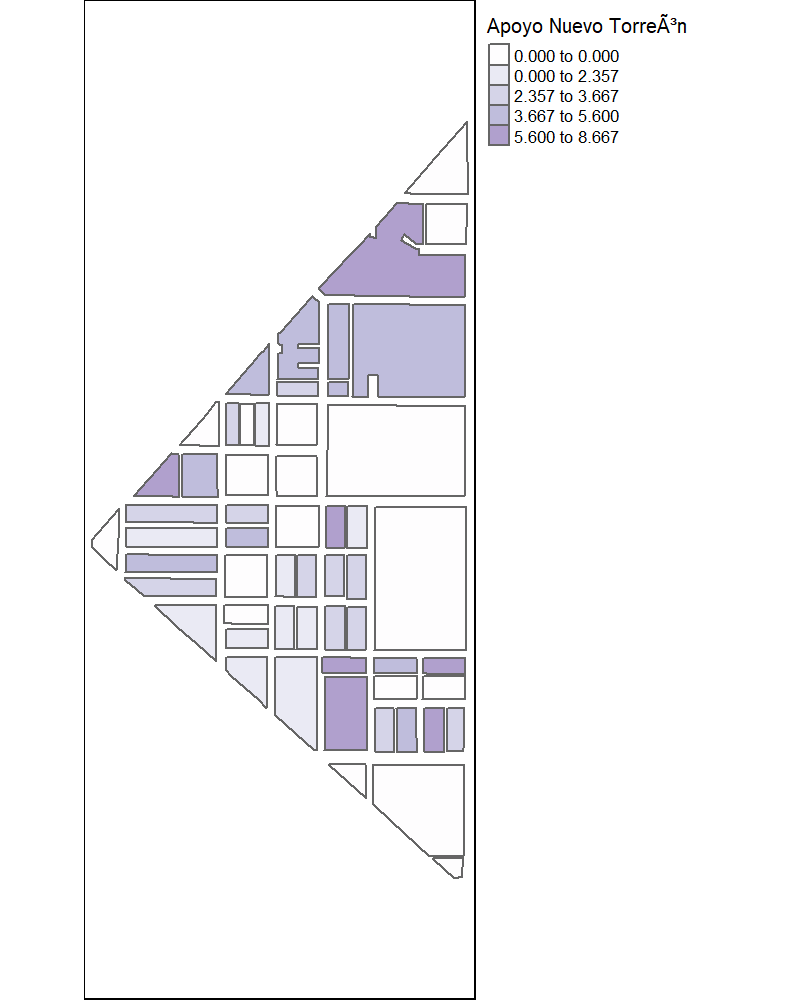 Apoyo Nuevo TorreÃ³n
0.000 to 0.000
0.000 to 2.357
2.357 to 3.667
3.667 to 5.600
5.600 to 8.667